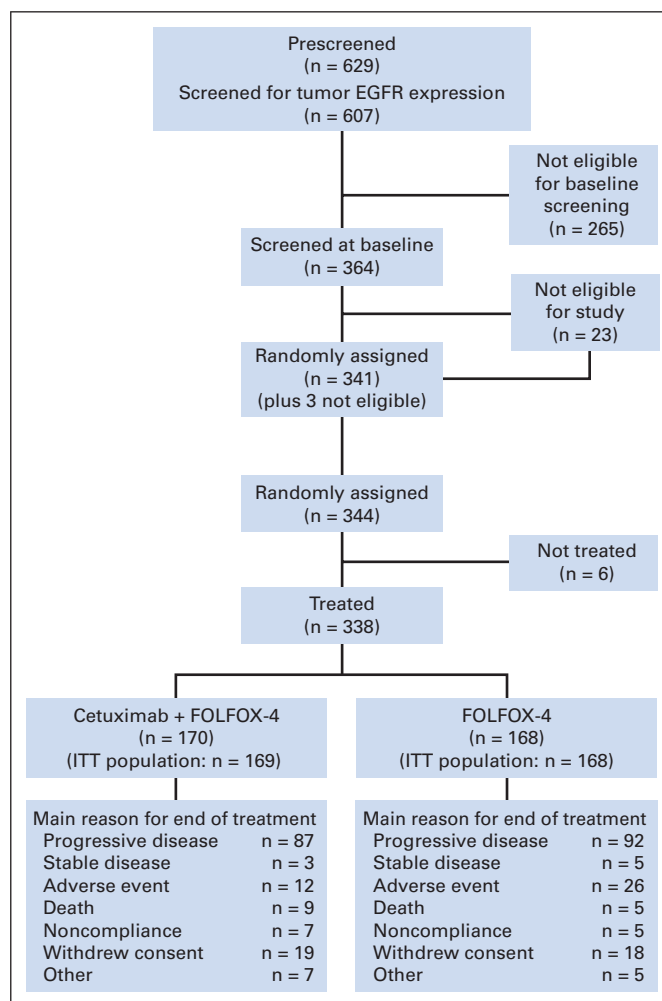 Prescreened
(n = 629)
Screened for tumor EGFR expression
(n = 607)
Not eligible
for baseline
screening
(n = 265)
Screened at baseline
(n = 364)
Not eligible
for study
(n = 23)
Randomly assigned
(n = 341)
(plus 3 not eligible)
Randomly assigned
(n = 344)
Not treated
(n = 6)
Treated
(n = 338)
Cetuximab + FOLFOX-4
(n = 170)
(ITT population: n = 169)
Main reason for end of treatment
Progressive disease n = 87
Stable disease n = 3
Adverse event n = 12
Death n = 9
Noncompliance n = 7
Withdrew consent n = 19
Other n = 7
FOLFOX-4
(n = 168)
(ITT population: n = 168)
Main reason for end of treatment
Progressive disease n = 92
Stable disease n = 5
Adverse event n = 26
Death n = 5
Noncompliance n = 5
Withdrew consent n = 18
Other n = 5